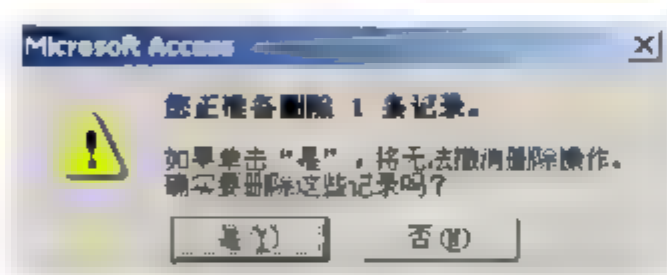 Microsoft Access
您正准备删除 1 条记录。
如果单击“是”，将无法撤消删除操作。
确实要删除这些记录吗?
是(Y)
否(N)